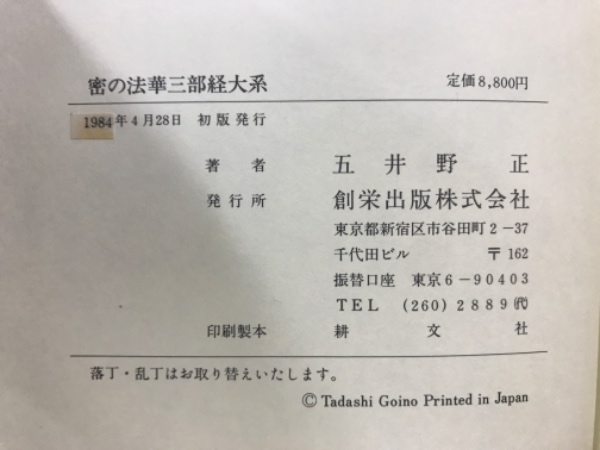 密の法華三部経大系 定価8,800円
1984年4月28日 初版発行
著者 五井野正
発行所 創栄出版株式会社
東京都新宿区市谷田町2-37
千代田ビル 〒162
振替口座 東京6-90403
TEL (260) 2889㈹
印刷製本 耕文社
落丁・乱丁はお取り替えいたします。
© Tadashi Goino Printed in Japan